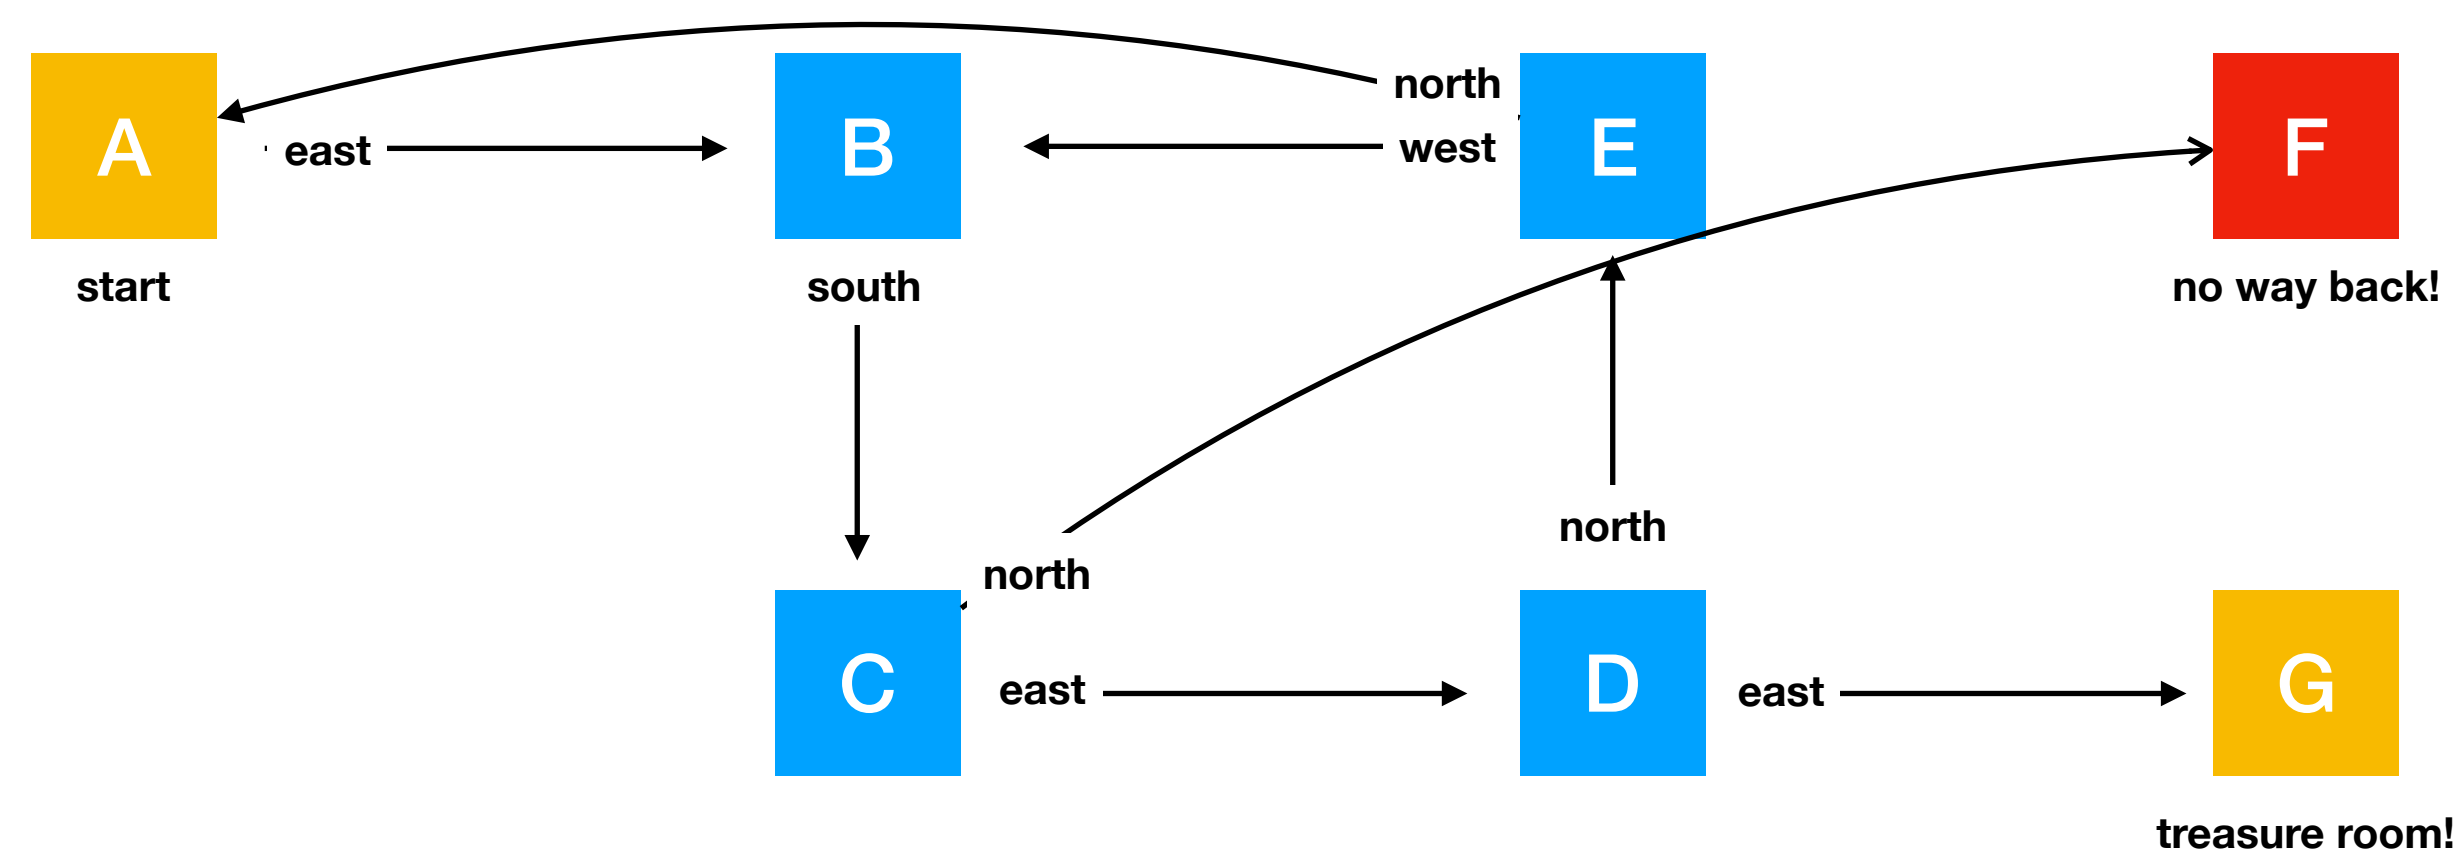 A
east
B
north
west
E
F
start
south
no way back!
north
north
C
east
D
east
G
treasure room!